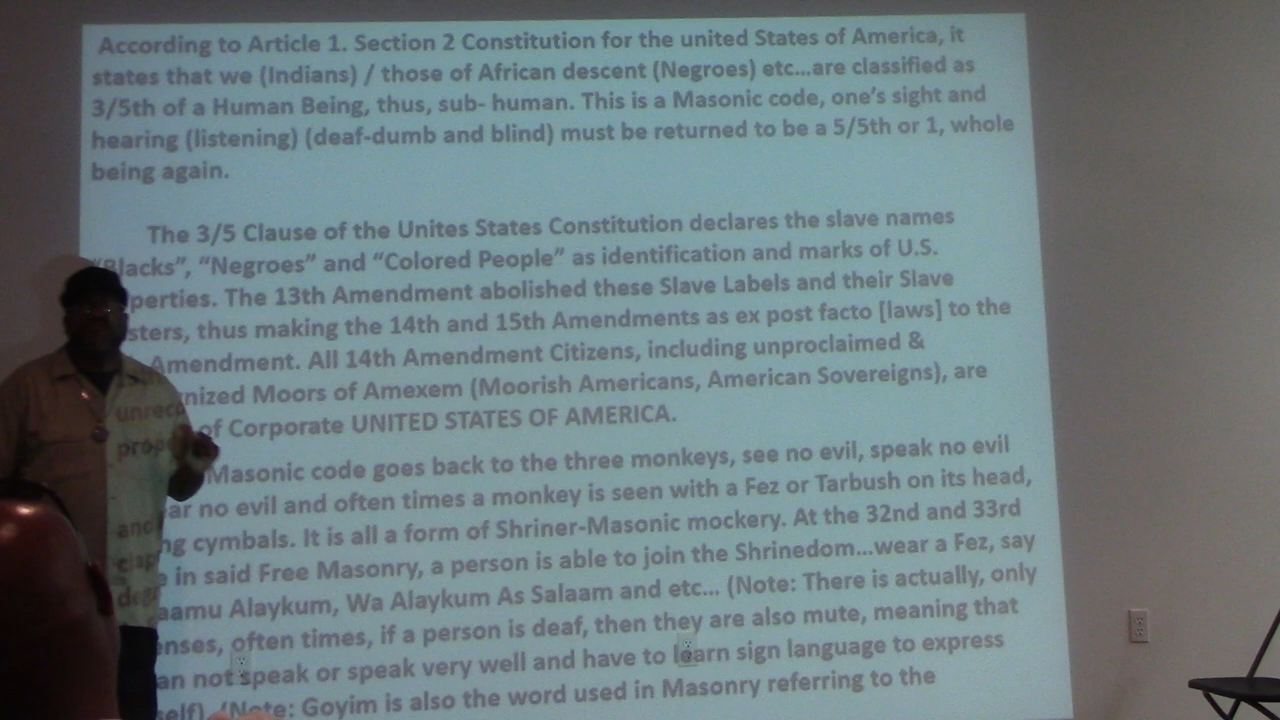 According to Article 1. Section 2 Constitution for the united States of America, it
states that we (Indians) / those of African descent (Negroes) etc...are classified as
3/5th of a Human Being, thus, sub- human. This is a Masonic code, one's sight and
hearing (listening) (deaf-dumb and blind) must be returned to be a 5/5th or 1, whole
being again.
The 3/5 Clause of the Unites States Constitution declares the slave names
"Blacks", "Negroes" and "Colored People" as identification and marks of U.S.
perties. The 13th Amendment abolished these Slave Labels and their Slave
sters, thus making the 14th and 15th Amendments as ex post facto [laws] to the
Amendment. All 14th Amendment Citizens, including unproclaimed &
unrecognized Moors of Amexem (Moorish Americans, American Sovereigns), are
prop of Corporate UNITED STATES OF AMERICA.
Masonic code goes back to the three monkeys, see no evil, speak no evil
and ar no evil and often times a monkey is seen with a Fez or Tarbush on its head,
clap ng cymbals. It is all a form of Shriner-Masonic mockery. At the 32nd and 33rd
degr e in said Free Masonry, a person is able to join the Shrinedom...wear a Fez, say
aamu Alaykum, Wa Alaykum As Salaam and etc... (Note: There is actually, only
enses, often times, if a person is deaf, then they are also mute, meaning that
an not speak or speak very well and have to learn sign language to express
self). (Note: Goyim is also the word used in Masonry referring to the